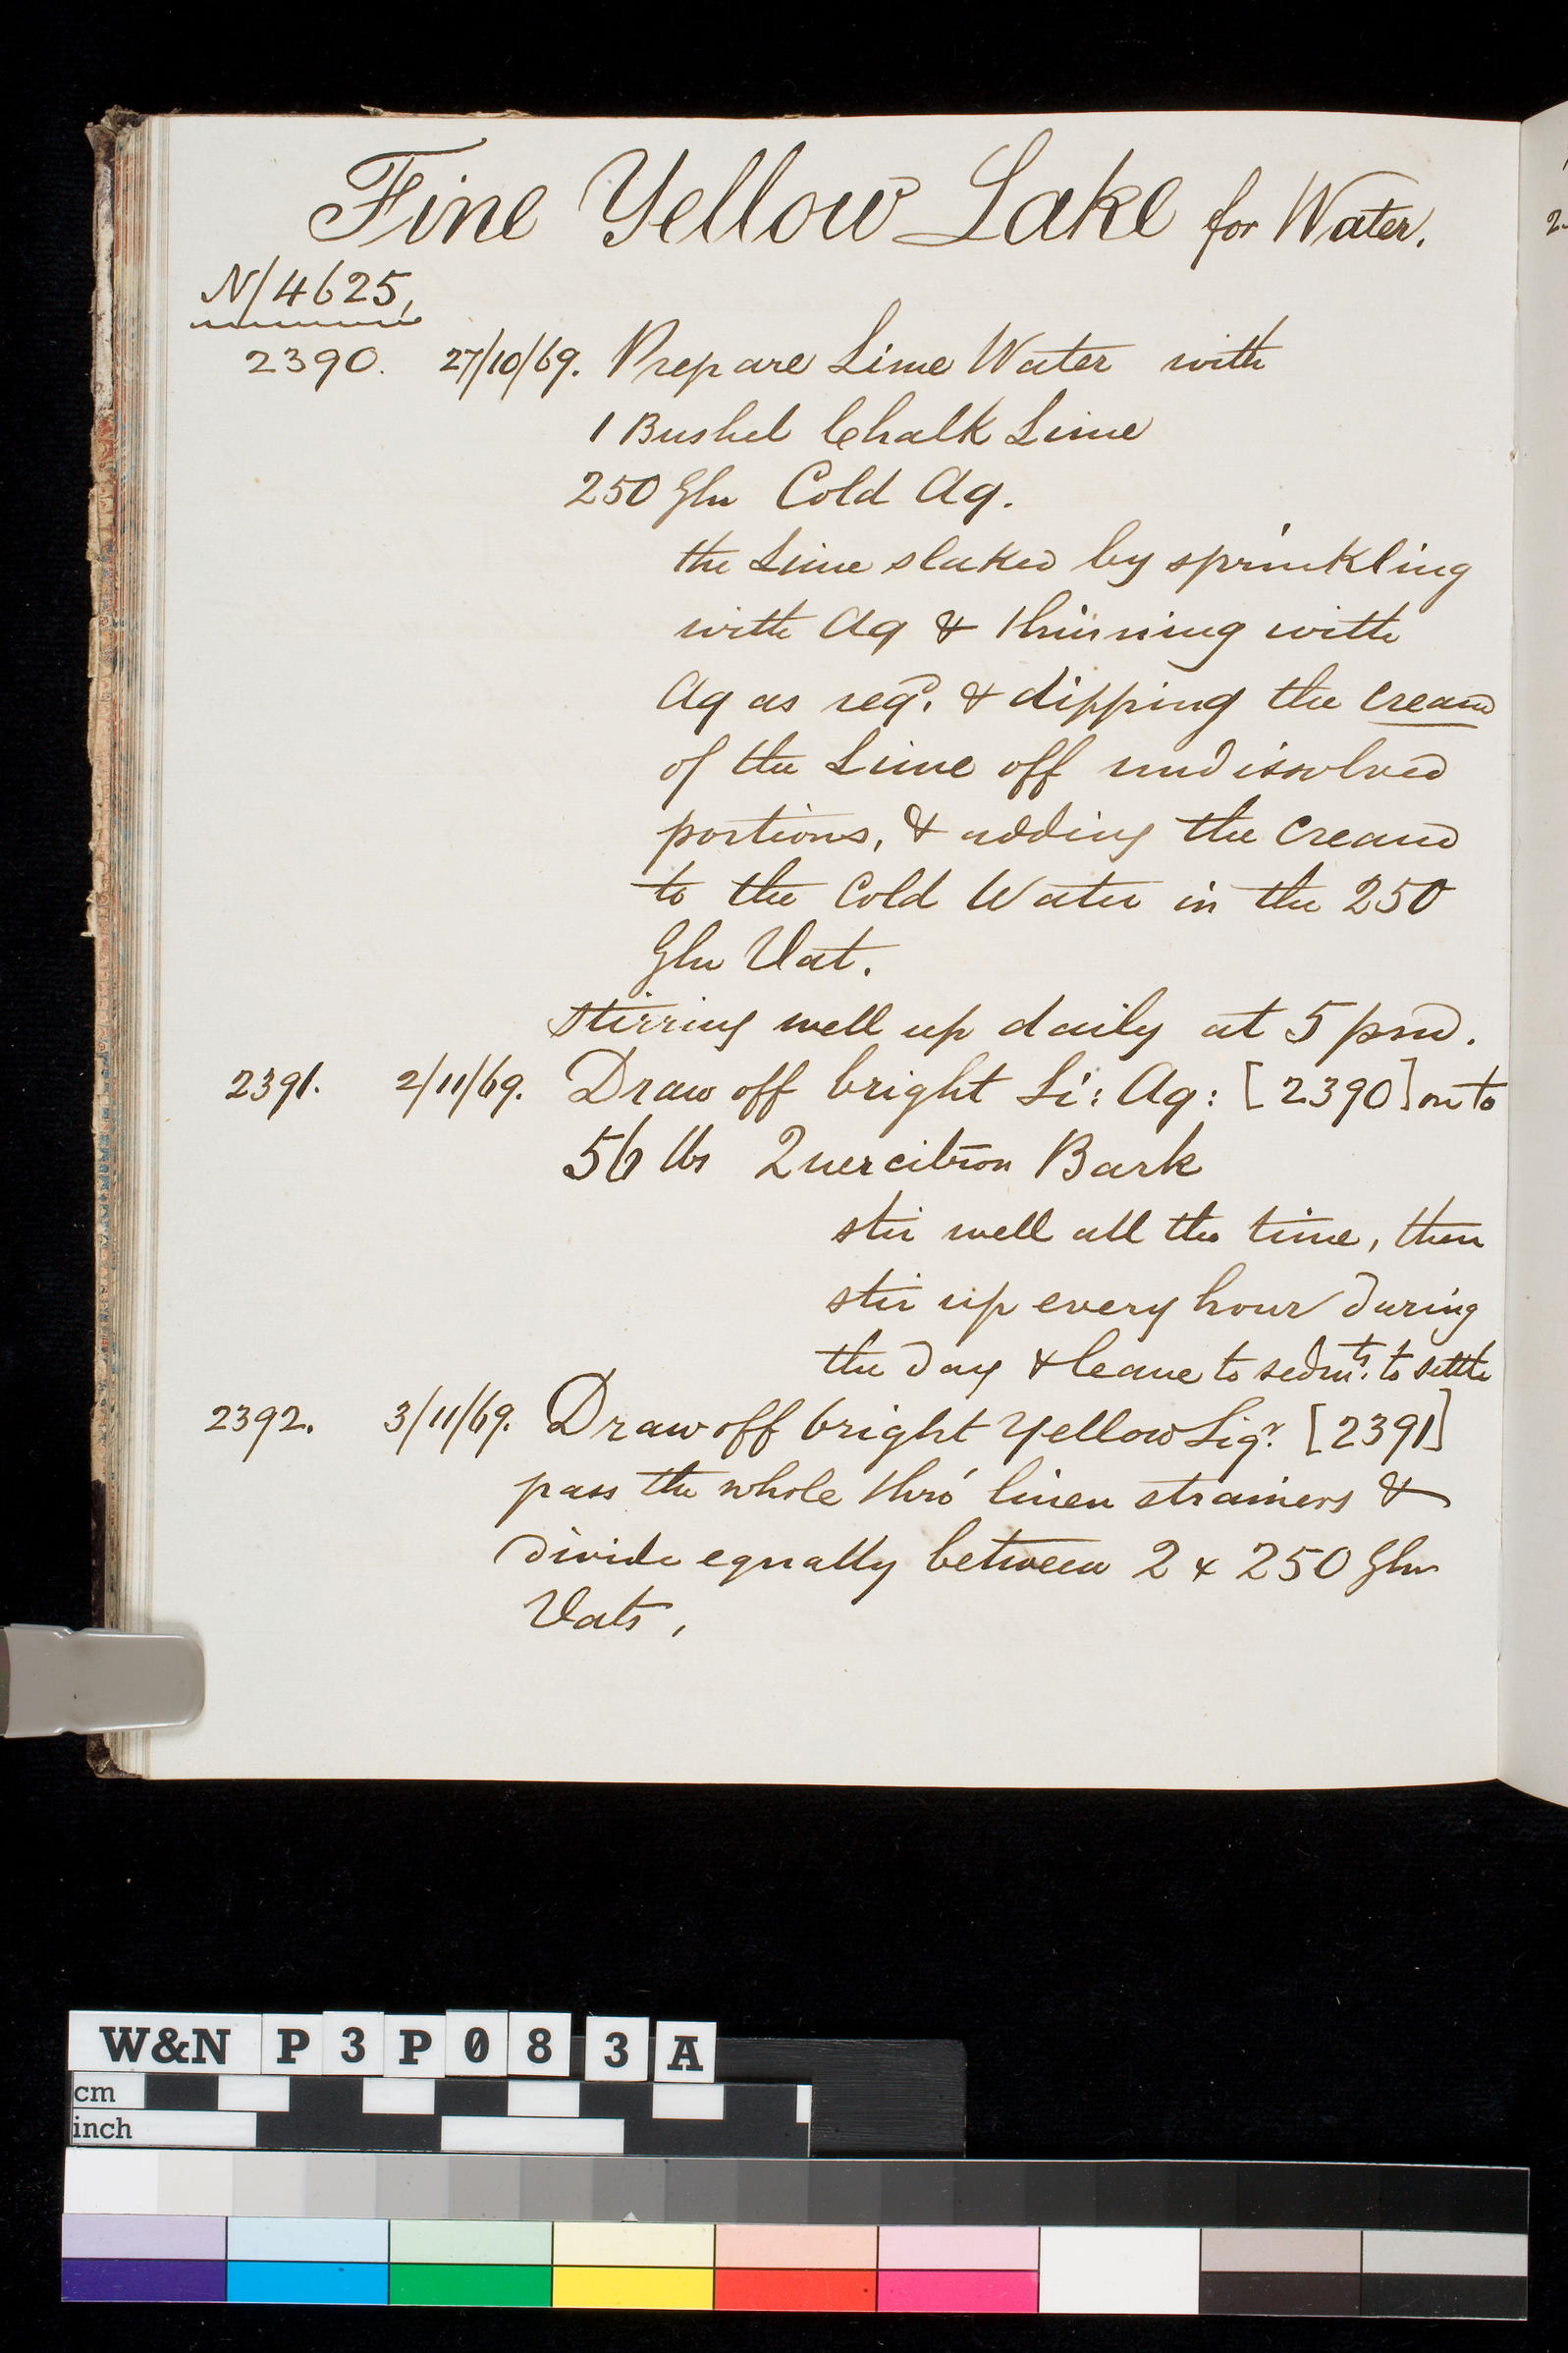 Fine Yellow Lake for Water.
N/4625,
2390. 27/10/69. Prepare Lime Water with
1 Bushel Chalk Lime
250 Gln Cold Aq.
the Lime slaked by sprinkling
with Aq & thinning with
Aq as reqd. & dipping the cream
of the Lime off undissolved
portions, & adding the cream
to the Cold Water in the 250
Gln Vat.
Stirring well up daily at 5 pm.
2391. 2/11/69. Draw off bright Li: Aq: [2390] on to
56 lbs Quercitron Bark
stir well all the time, then
stir up every hour during
the day & leave to sedmts. to settle
2392. 3/11/69. Draw off bright Yellow Liqr. [2391]
pass the whole thro' linen strainers &
divide equally between 2 x 250 Gln
Vats,
2.
W&N P3P083A
cm
inch